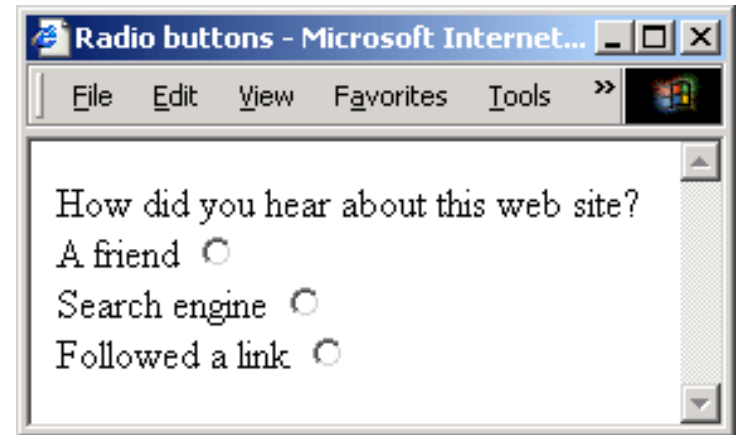 Radio buttons - Microsoft Internet...
File Edit View Favorites Tools »
How did you hear about this web site?
A friend
Search engine
Followed a link